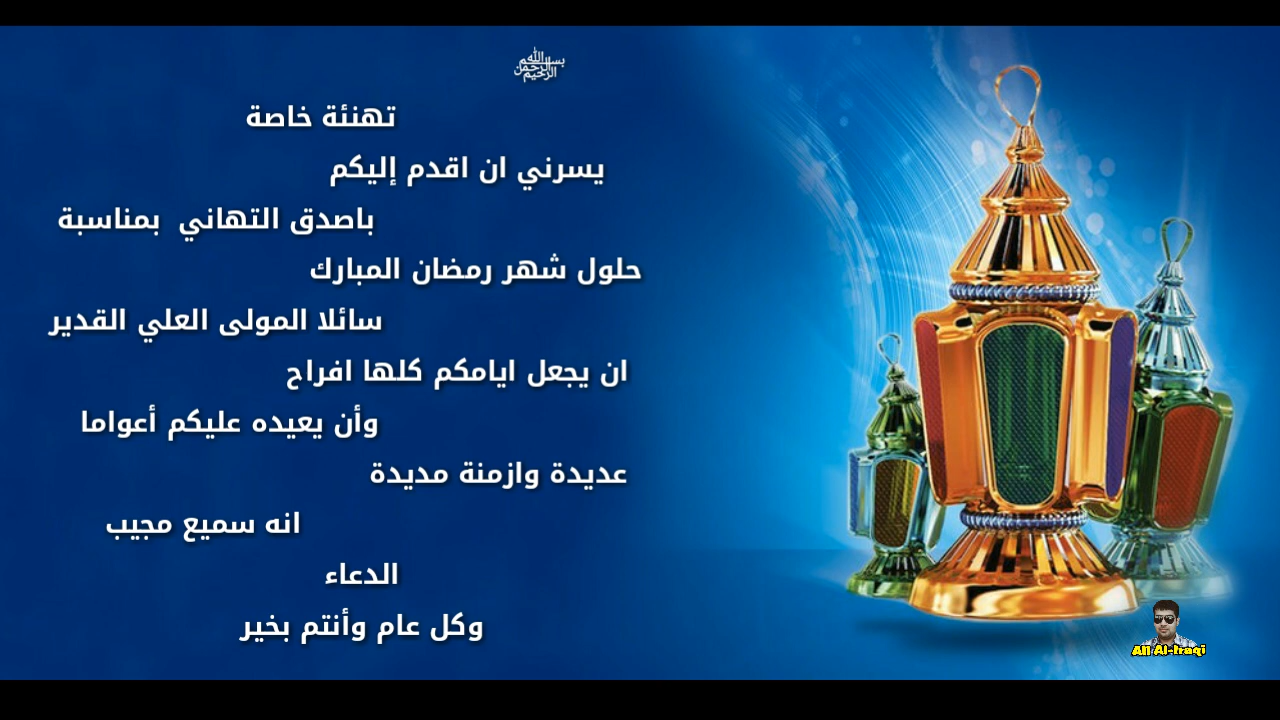 بسم الله الرحمن الرحيم
تهنئة خاصة
يسرني ان اقدم إليكم
باصدق التهاني بمناسبة
حلول شهر رمضان المبارك
سائلا المولى العلي القدير
ان يجعل ايامكم كلها افراح
وأن يعيده عليكم أعواما
عديدة وازمنة مديدة
انه سميع مجيب
الدعاء
وكل عام وأنتم بخير
Ali Al-Iraqi